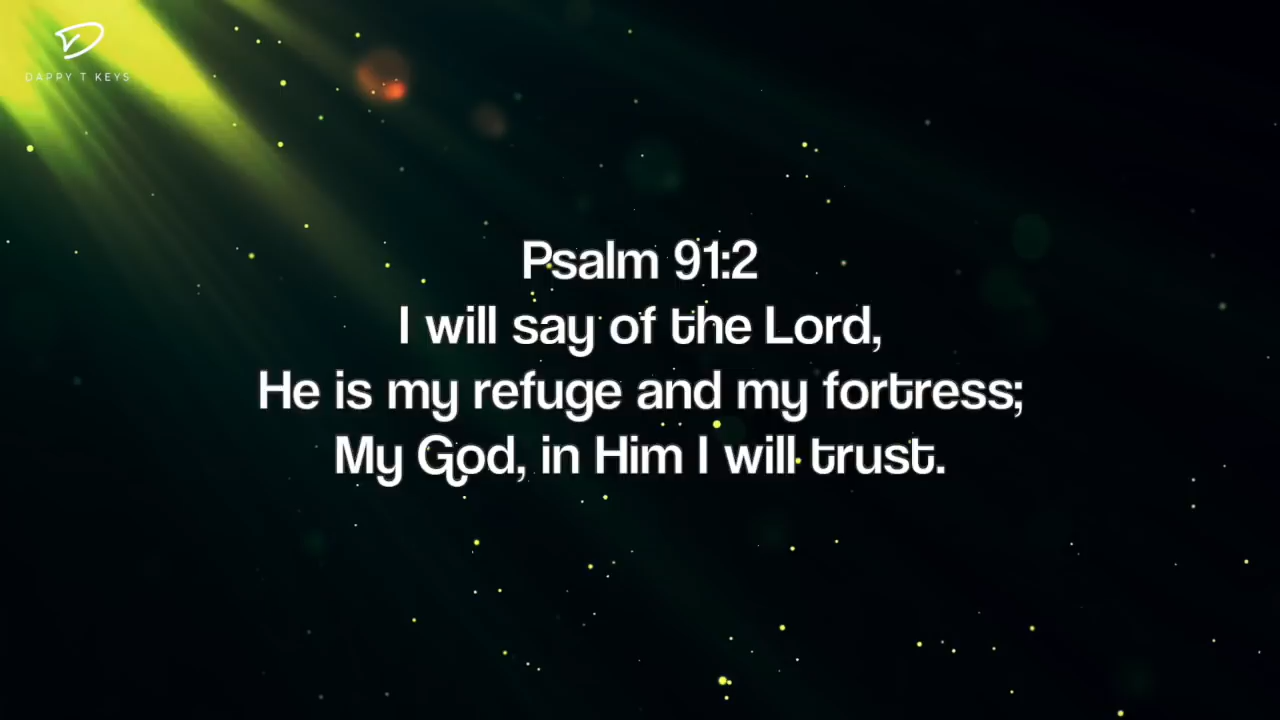 DAPPY T KEYS
Psalm 91:2
I will say of the Lord,
He is my refuge and my fortress;
My God, in Him I will trust.